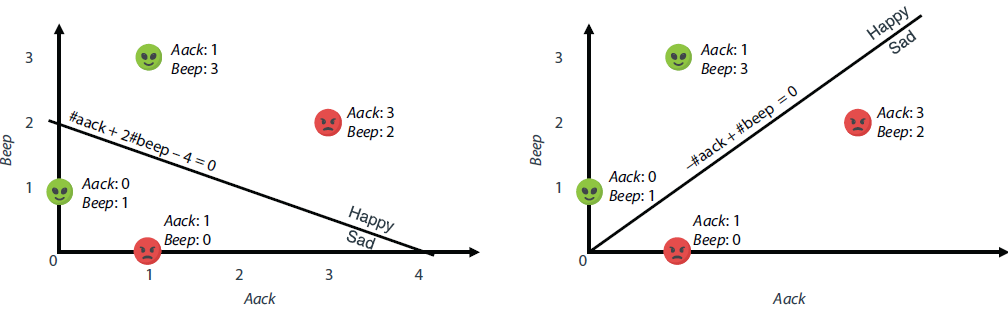 3
Aack: 1
Beep: 3
Aack: 3
Beep: 2
2
#aack + 2#beep – 4 = 0
Beep
1
Aack: 0
Beep: 1
Aack: 1
Beep: 0
Happy
Sad
0
1
2
3
4
Aack
Happy
Sad
3
Aack: 1
Beep: 3
–#aack + #beep = 0
Aack: 3
Beep: 2
2
Beep
1
Aack: 0
Beep: 1
Aack: 1
Beep: 0
0
Aack